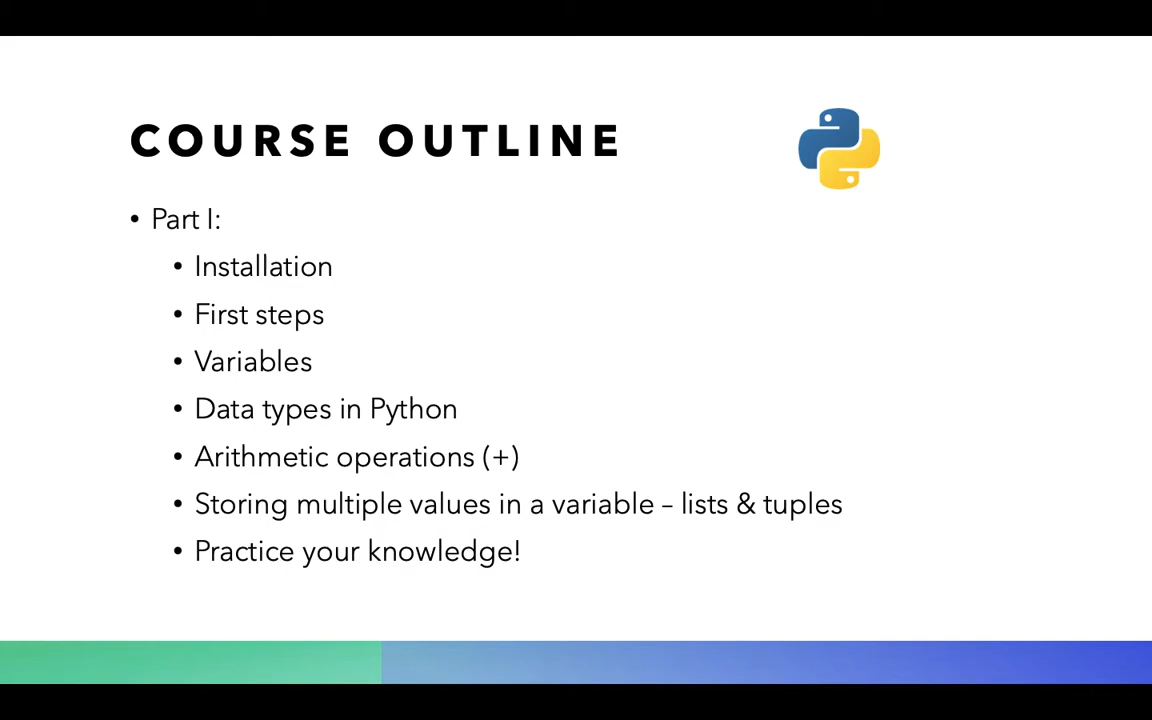 COURSE OUTLINE
• Part I:
• Installation
• First steps
• Variables
• Data types in Python
• Arithmetic operations (+)
• Storing multiple values in a variable – lists & tuples
• Practice your knowledge!